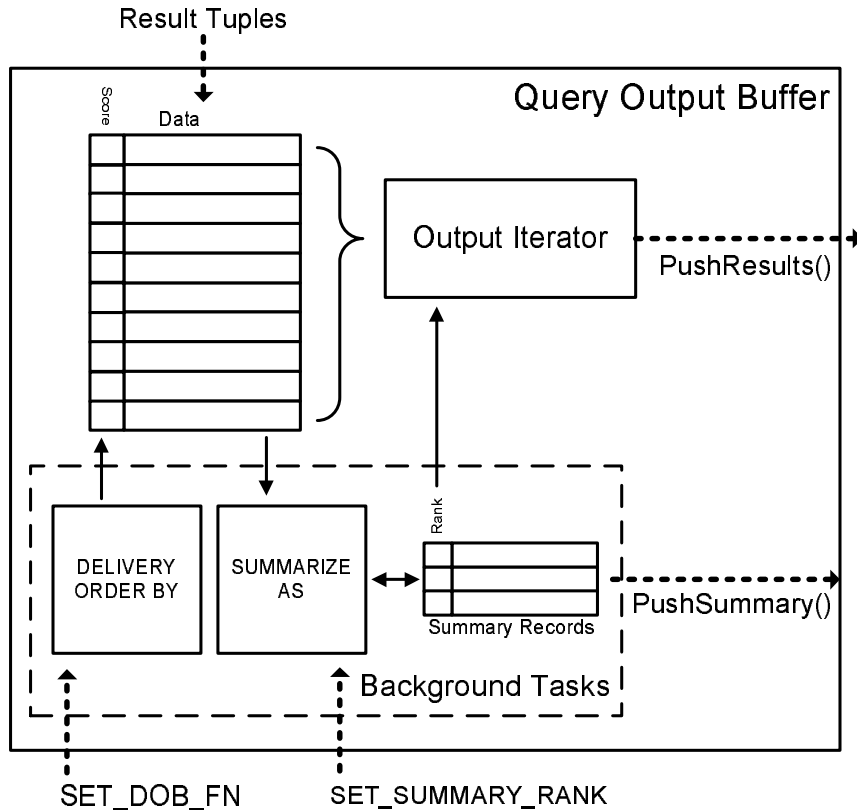 Result Tuples
Query Output Buffer
Score
Data
Output Iterator
PushResults()
Rank
DELIVERY
ORDER BY
SUMMARIZE
AS
PushSummary()
Summary Records
Background Tasks
SET_DOB_FN
SET_SUMMARY_RANK